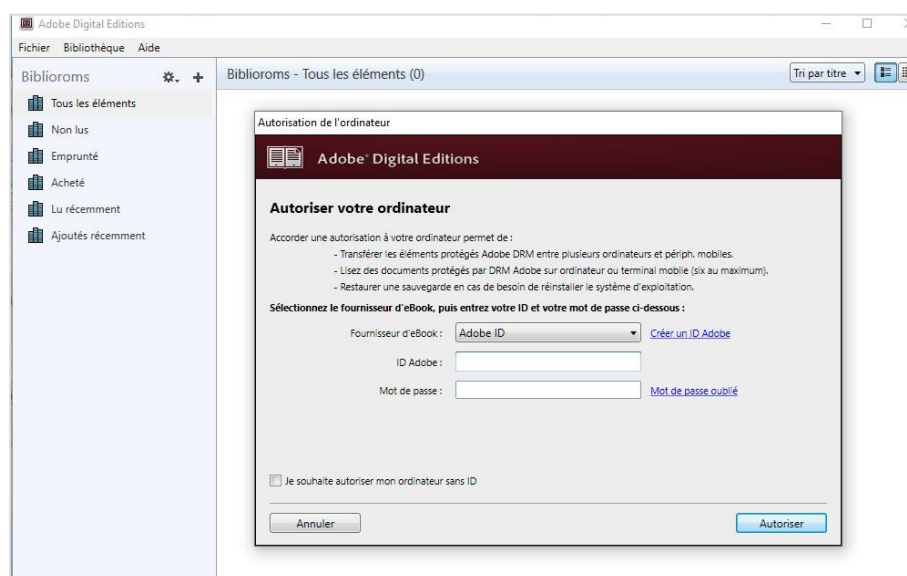 Adobe Digital Editions
Fichier Bibliothèque Aide
Biblioroms
Biblioroms - Tous les éléments (0)
Tri par titre
Tous les éléments
Non lus
Emprunté
Acheté
Lu récemment
Ajoutés récemment
Autorisation de l'ordinateur
Adobe® Digital Editions
Autoriser votre ordinateur
Accorder une autorisation à votre ordinateur permet de :
- Transférer les éléments protégés Adobe DRM entre plusieurs ordinateurs et périph. mobiles.
- Lisez des documents protégés par DRM Adobe sur ordinateur ou terminal mobile (six au maximum).
- Restaurer une sauvegarde en cas de besoin de réinstaller le système d'exploitation.
Sélectionnez le fournisseur d'eBook, puis entrez votre ID et votre mot de passe ci-dessous :
Fournisseur d'eBook : Adobe ID Créer un ID Adobe
ID Adobe :
Mot de passe : Mot de passe oublié
Je souhaite autoriser mon ordinateur sans ID
Annuler Autoriser